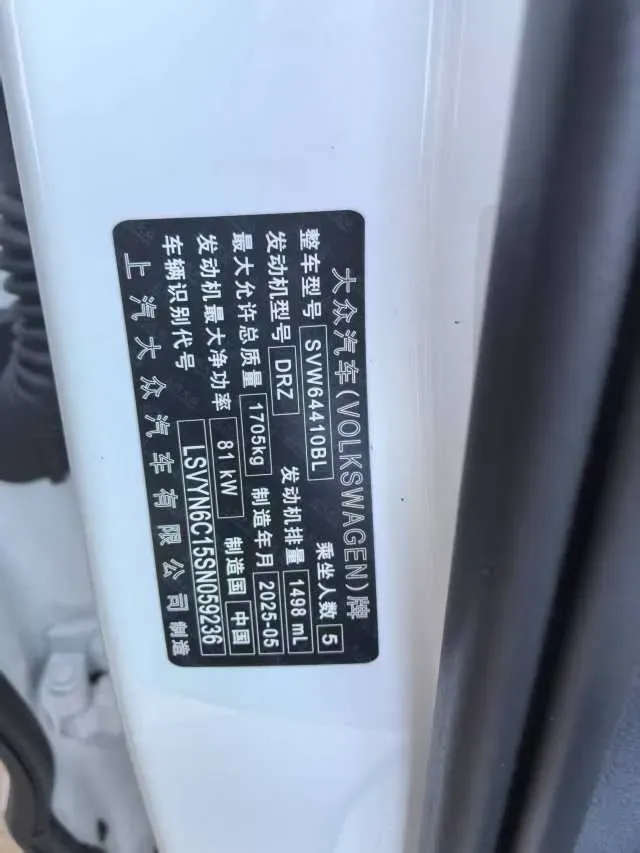 大众汽车(VOLKSWAGEN)牌
整车型号 SVW64410BL 乘坐人数 5
发动机型号 DRZ 发动机排量 1498 mL
最大允许总质量 1705kg 制造年月 2025-05
发动机最大净功率 81 kW 制造国 中国
车辆识别代号 LSVYN6C15SN059236
上汽大众汽车有限公司 制造